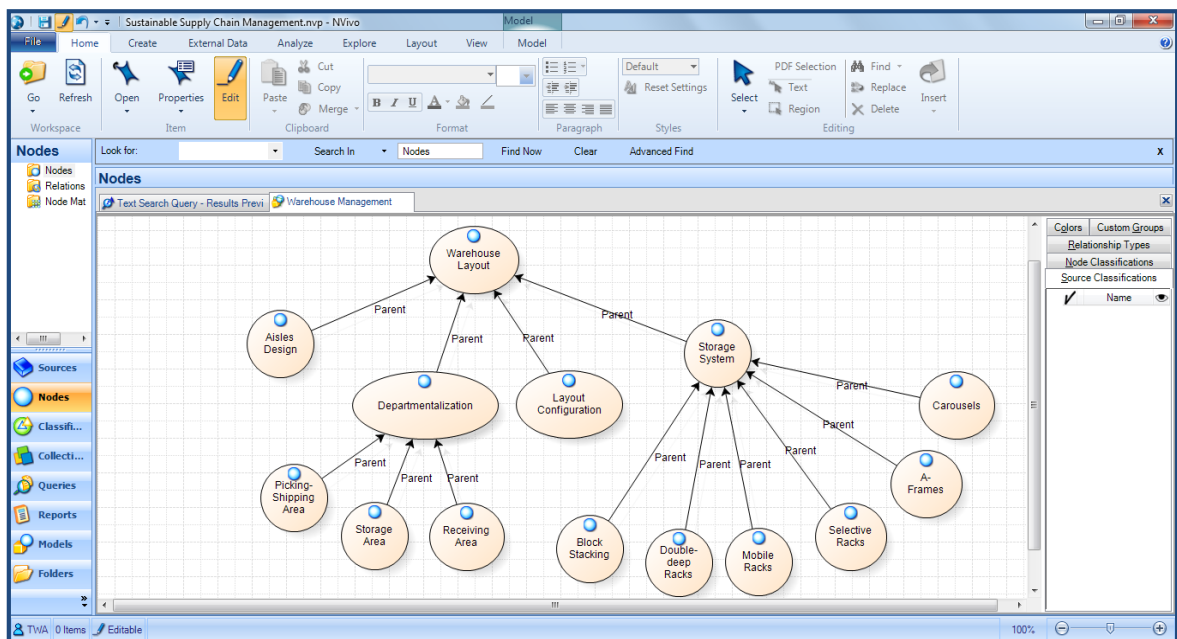 Sustainable Supply Chain Management.nvp - NVivo
Model
File Home Create External Data Analyze Explore Layout View Model
Go Refresh
Workspace
Open Properties Edit
Item
Paste
Cut
Copy
Merge
Clipboard
B I U A
Format
Paragraph
Default
Reset Settings
Styles
Select
PDF Selection
Text
Region
Find
Replace
Delete
Insert
Editing
Nodes
Nodes
Relations
Node Mat
Look for: Search In Nodes Find Now Clear Advanced Find x
Nodes
Text Search Query - Results Previ Warehouse Management
Warehouse
Layout
Parent
Parent
Parent
Parent
Aisles
Design
Departmentalization
Layout
Configuration
Storage
System
Parent
Parent
Parent
Picking-
Shipping
Area
Storage
Area
Receiving
Area
Parent
Parent
Parent
Parent
Parent
Parent
Block
Stacking
Double-
deep
Racks
Mobile
Racks
Selective
Racks
A-
Frames
Carousels
Colors Custom Groups
Relationship Types
Node Classifications
Source Classifications
Name
Sources
Nodes
Classifi...
Collecti...
Queries
Reports
Models
Folders
»
TWA 0 Items Editable 100%